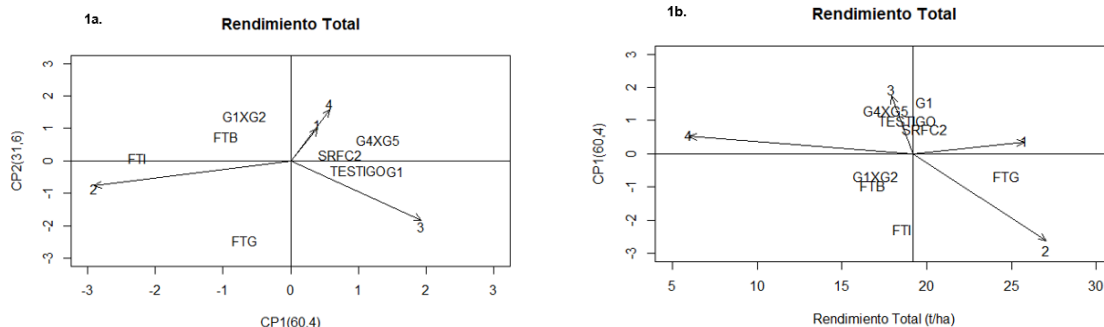 1a.
Rendimiento Total
CP2(31,6)
3
2
1
0
-1
-2
-3
4
1
G1XG2
FTB
G4XG5
FTI
SRFC2
TESTIGO
G1
2
3
FTG
-3
-2
-1
0
1
2
3
CP1(60,4)
1b.
Rendimiento Total
CP1(60,4)
3
2
1
0
-1
-2
-3
3
G1
G4XG5
TESTIGO
SRFC2
4
1
G1XG2
FTB
FTG
FTI
2
5
10
15
20
25
30
Rendimiento Total (t/ha)